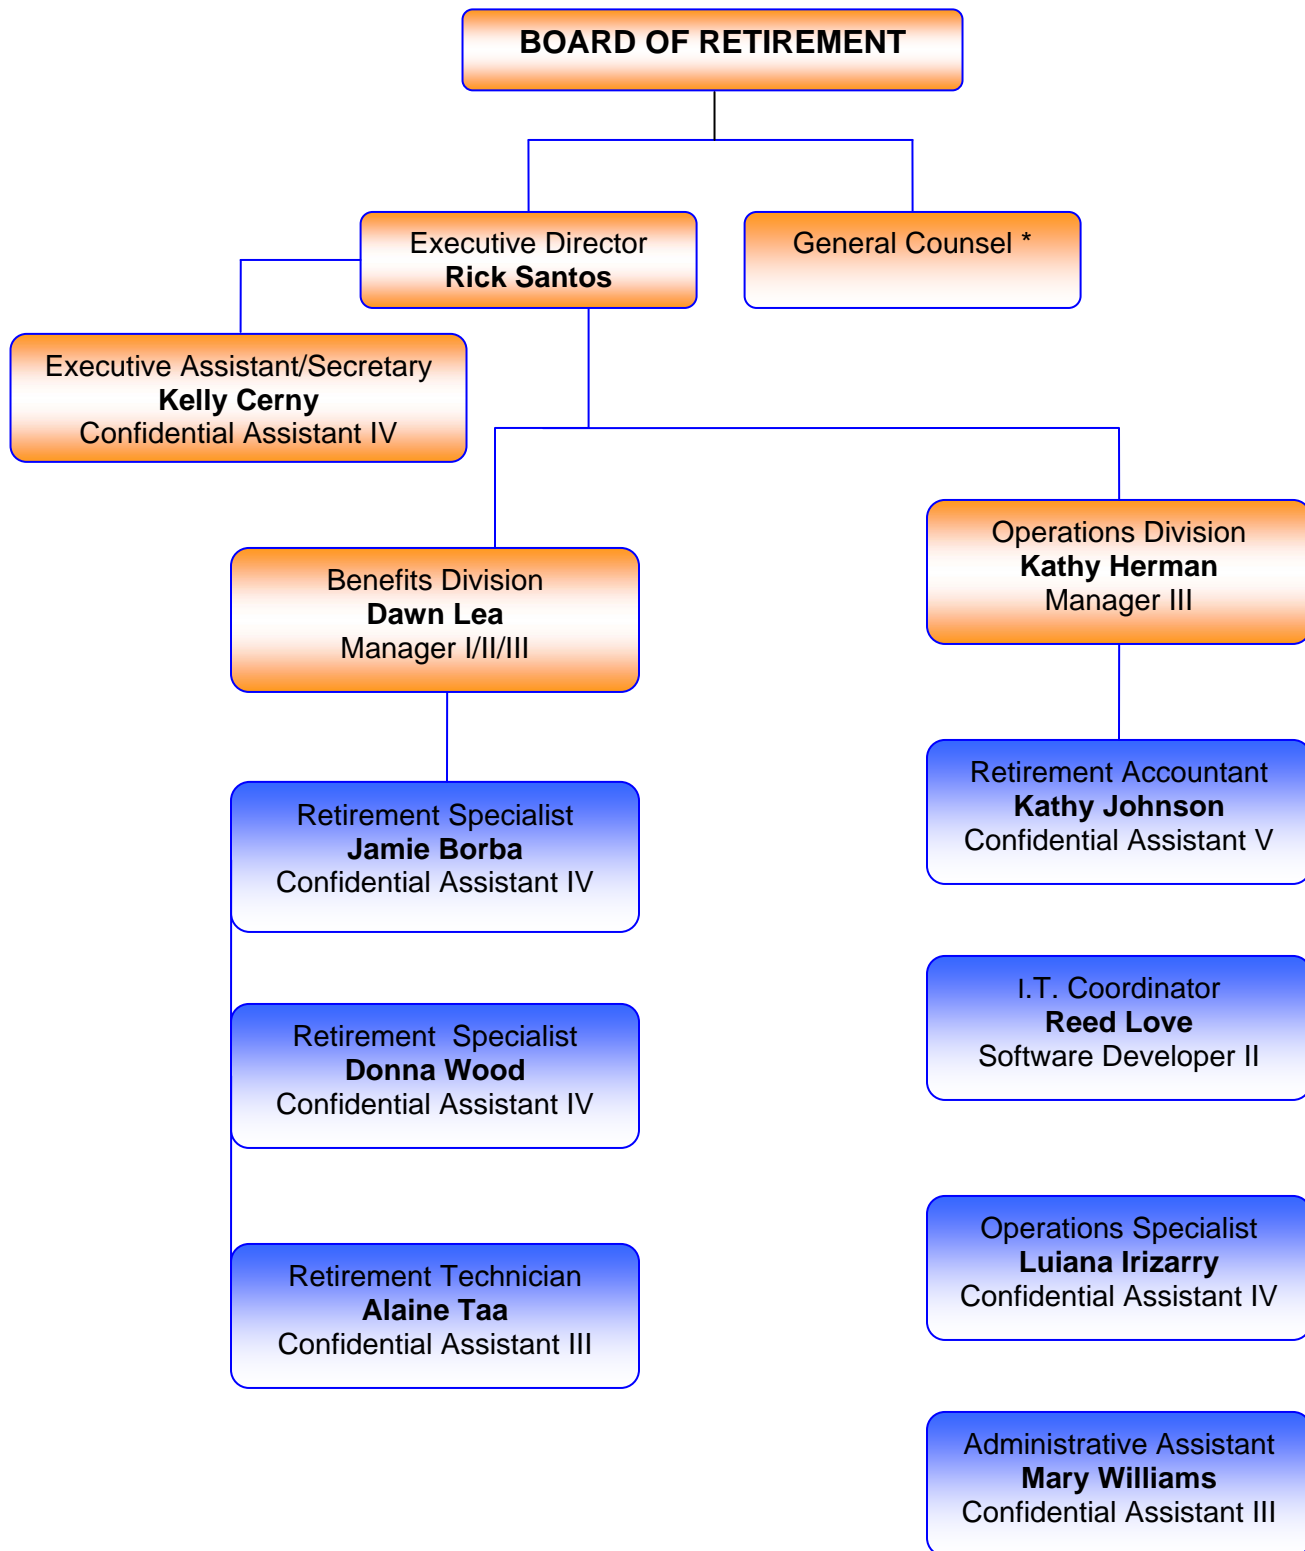 BOARD OF RETIREMENT
Executive Director
Rick Santos
General Counsel *
Executive Assistant/Secretary
Kelly Cerny
Confidential Assistant IV
Benefits Division
Dawn Lea
Manager I/II/III
Operations Division
Kathy Herman
Manager III
Retirement Specialist
Jamie Borba
Confidential Assistant IV
Retirement Accountant
Kathy Johnson
Confidential Assistant V
Retirement Specialist
Donna Wood
Confidential Assistant IV
I.T. Coordinator
Reed Love
Software Developer II
Retirement Technician
Alaine Taa
Confidential Assistant III
Operations Specialist
Luiana Irizarry
Confidential Assistant IV
Administrative Assistant
Mary Williams
Confidential Assistant III